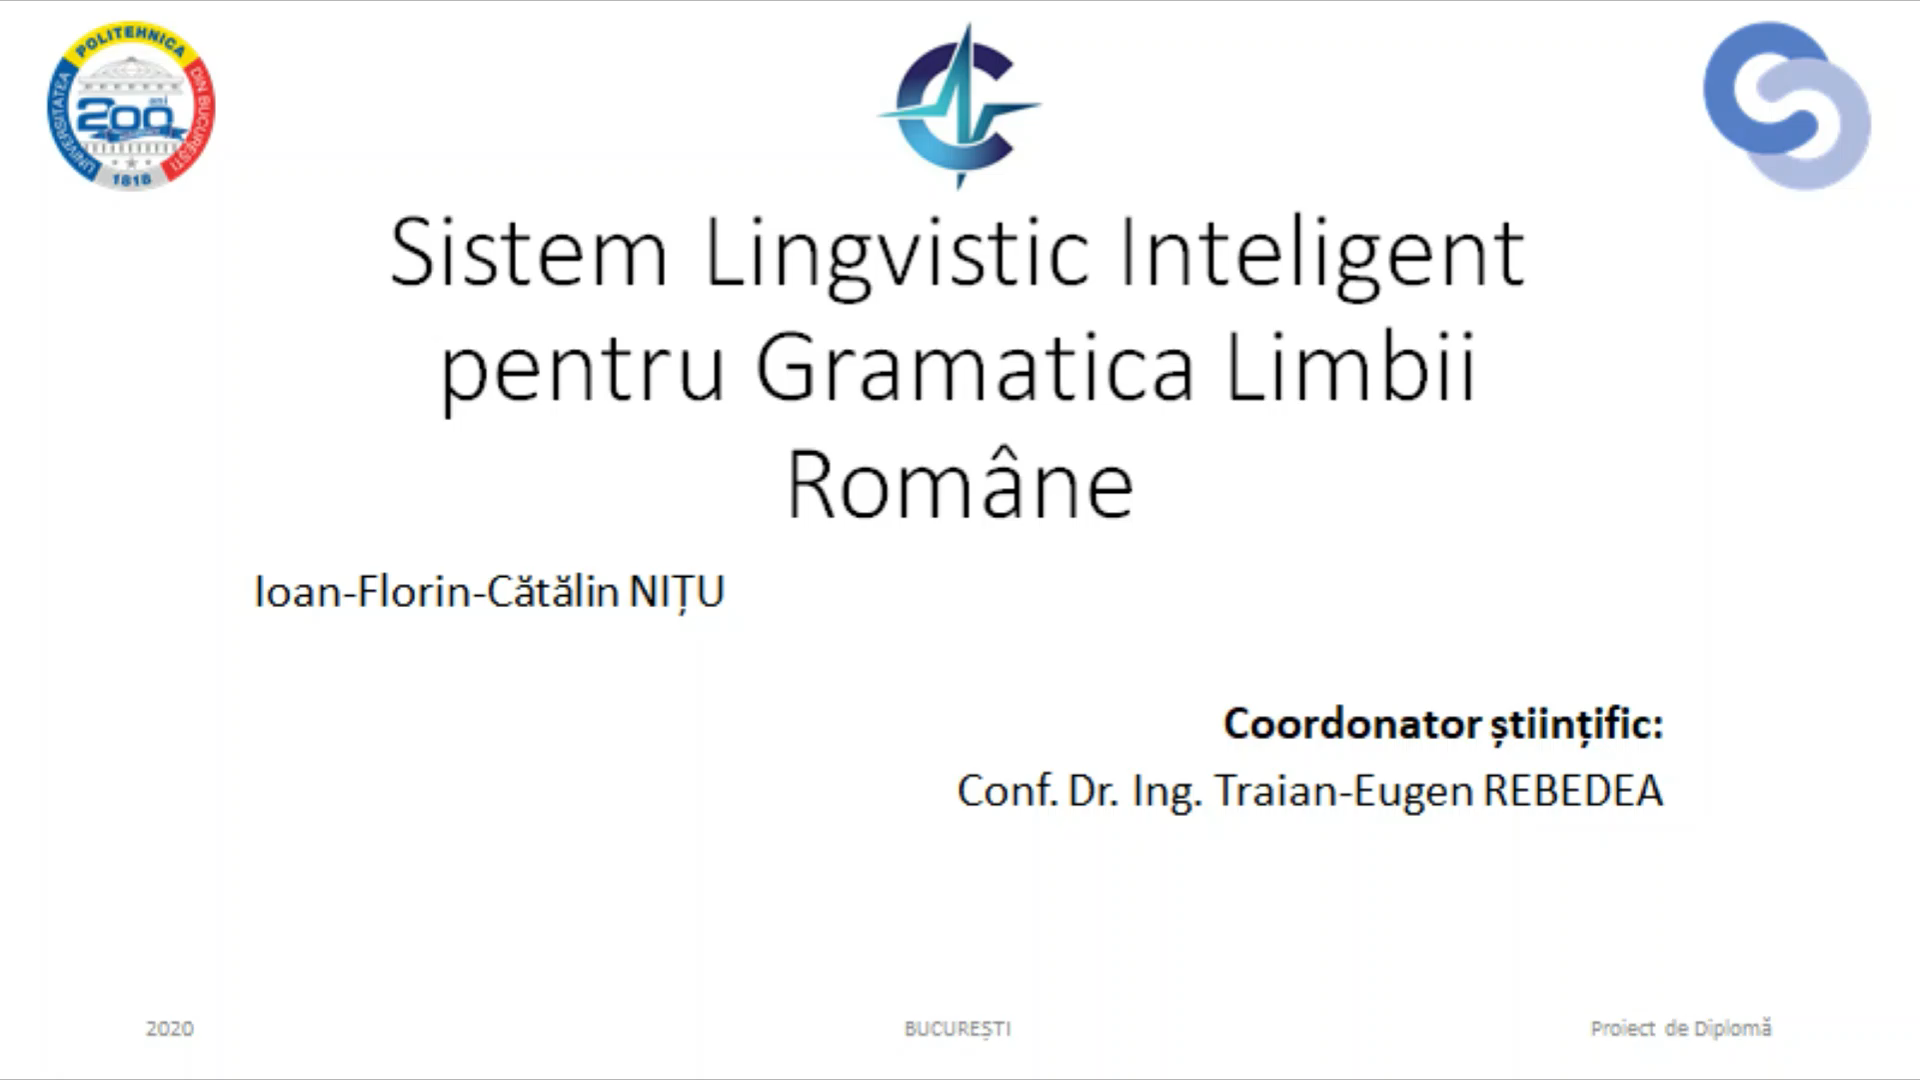 UNIVERSITATEA POLITEHNICA DIN BUCUREȘTI
200
ani
1818
Sistem Lingvistic Inteligent
pentru Gramatica Limbii
Române
Ioan-Florin-Cătălin NIȚU
Coordonator științific:
Conf. Dr. Ing. Traian-Eugen REBEDEA
2020
BUCUREȘTI
Proiect de Diplomă